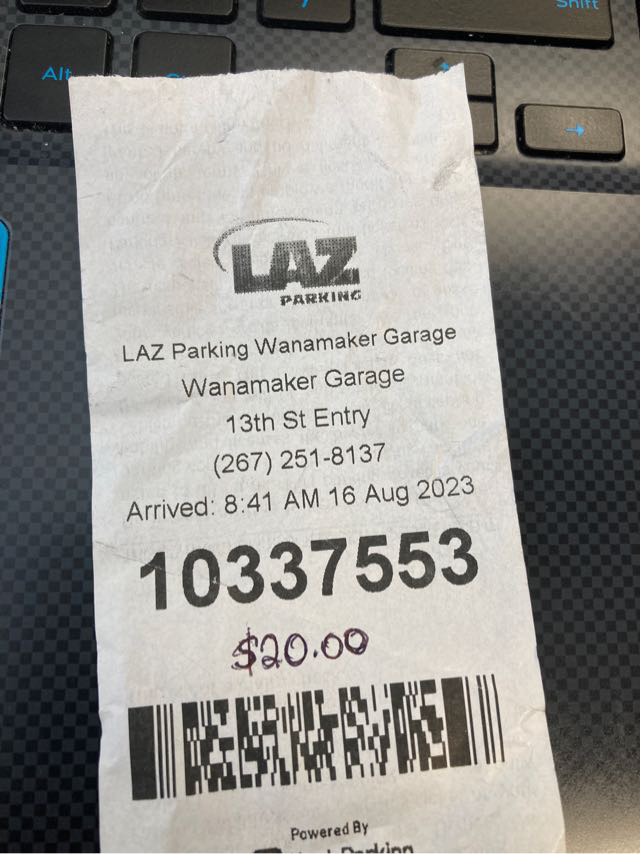 Shift
Alt
LAZ
PARKING
LAZ Parking Wanamaker Garage
Wanamaker Garage
13th St Entry
(267) 251-8137
Arrived: 8:41 AM 16 Aug 2023
10337553
$20.00
Powered By
Parking